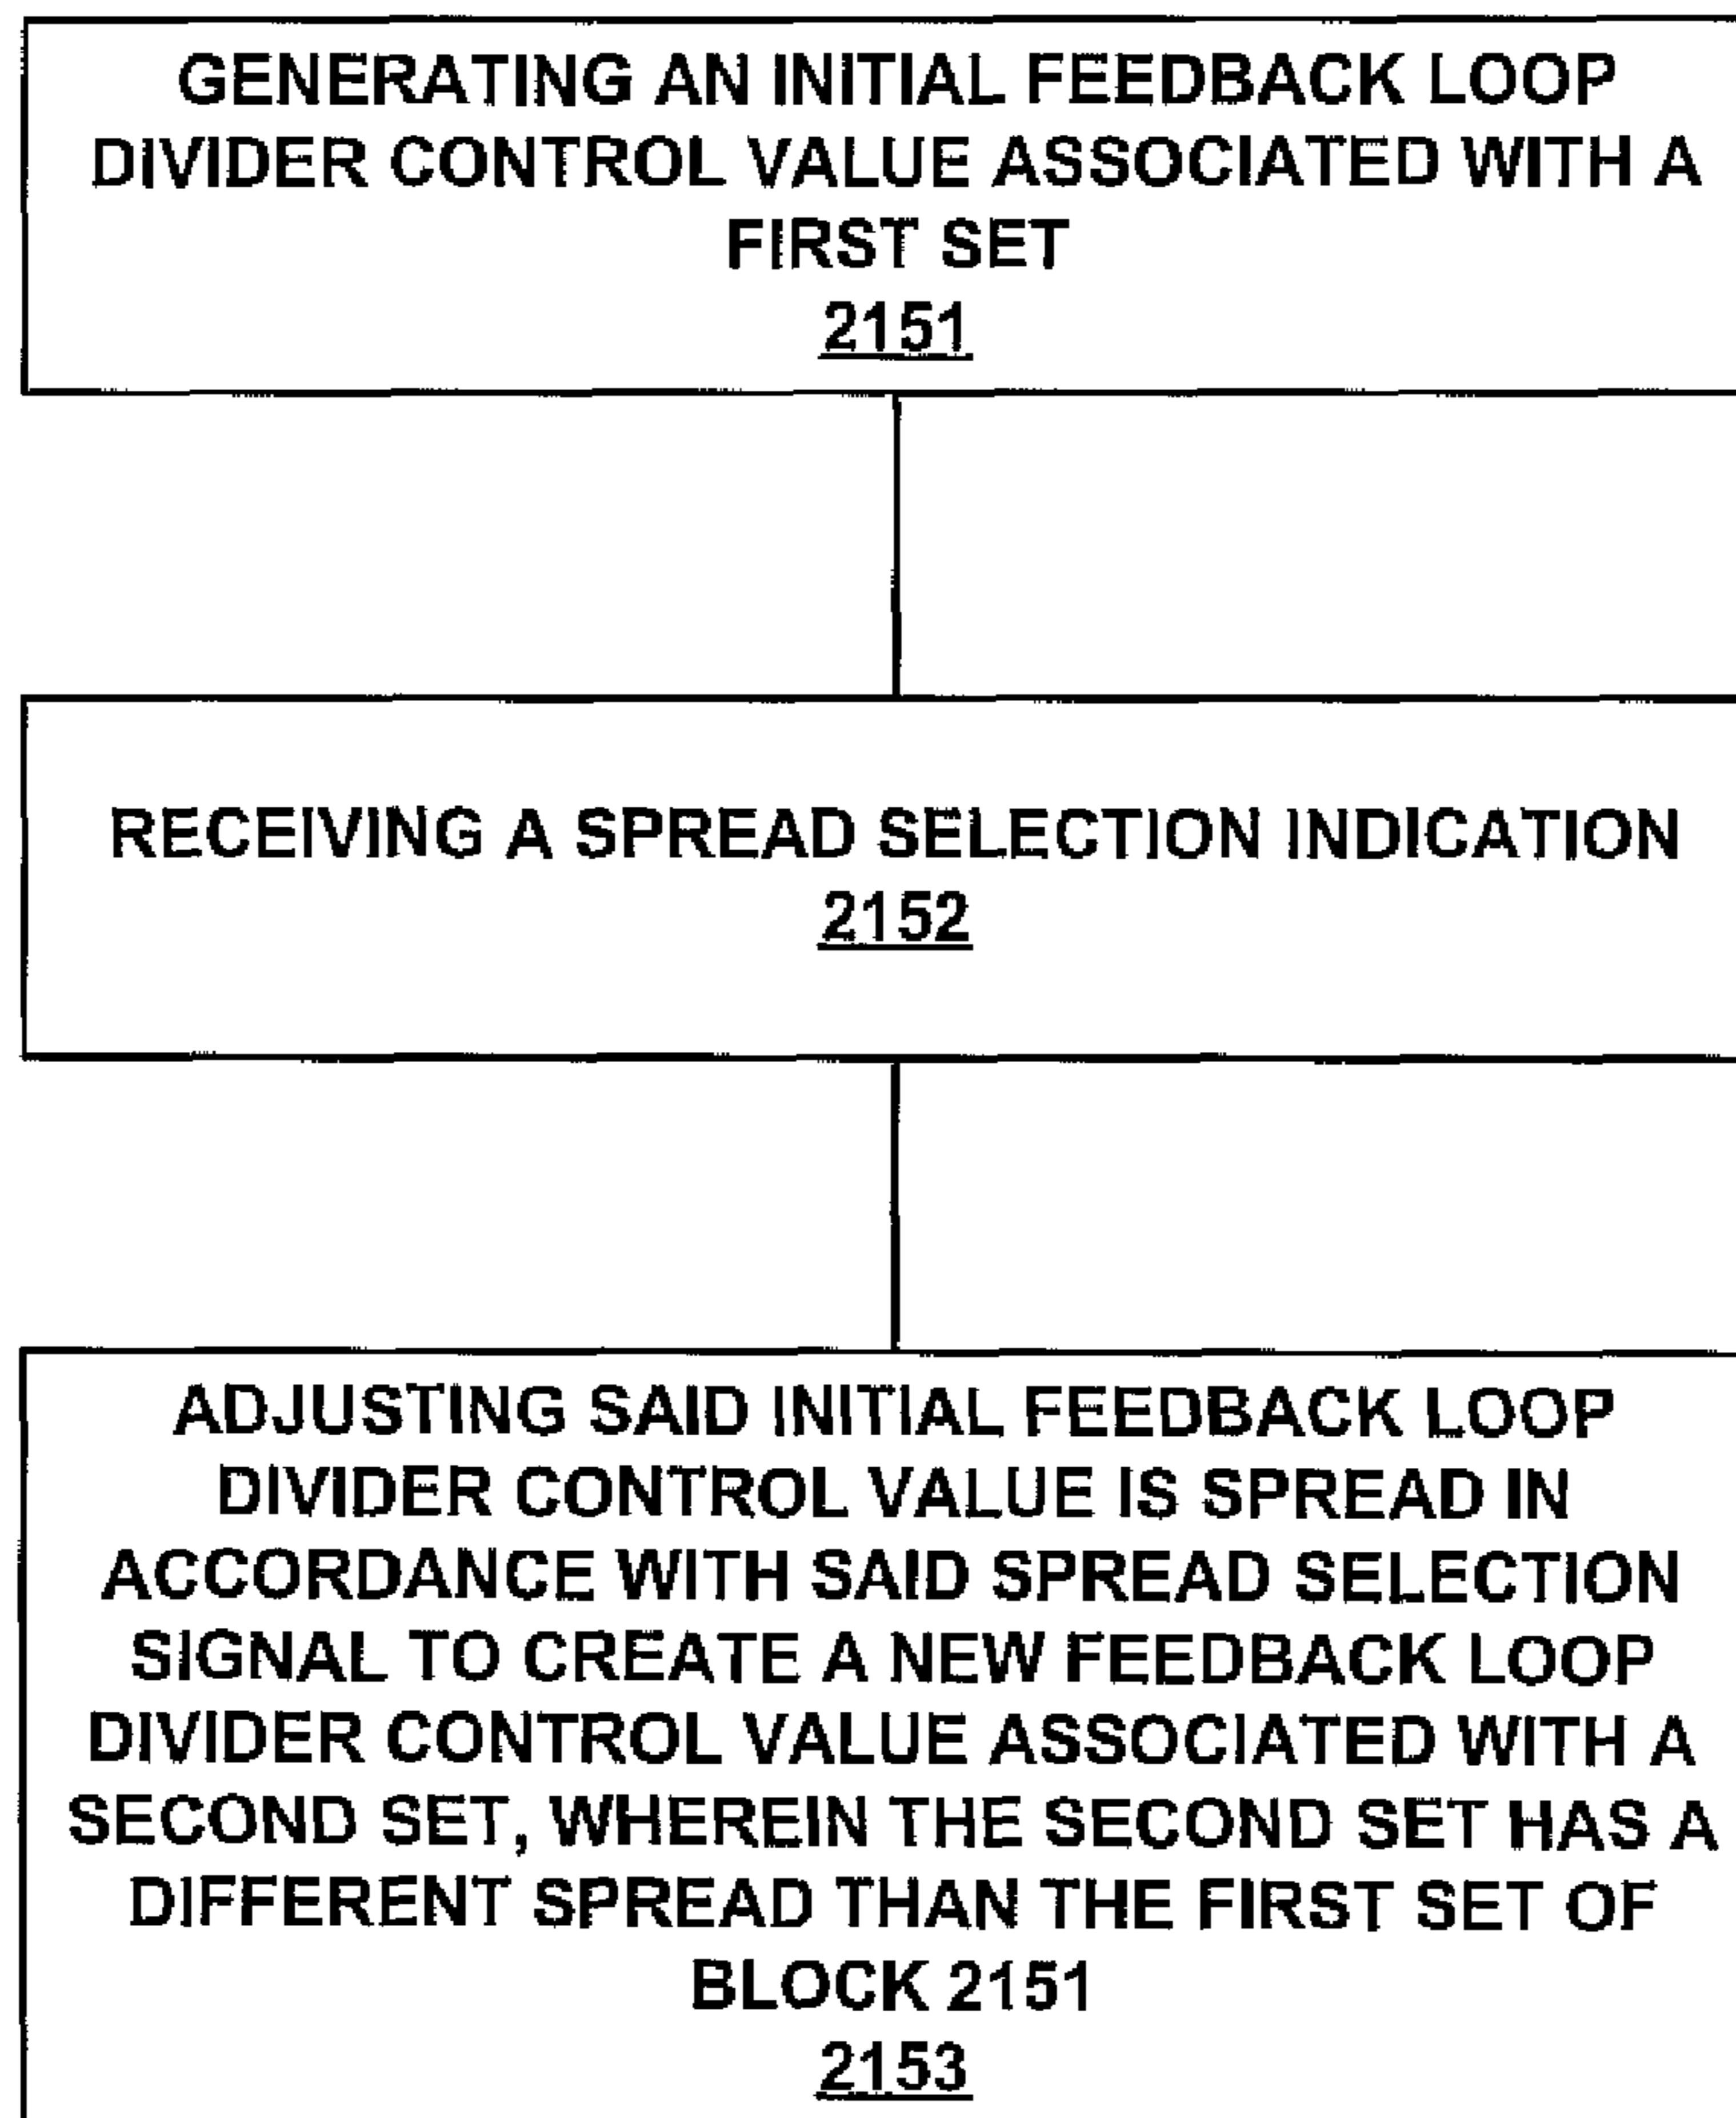 GENERATING AN INITIAL FEEDBACK LOOP
DIVIDER CONTROL VALUE ASSOCIATED WITH A
FIRST SET
2151
RECEIVING A SPREAD SELECTION INDICATION
2152
ADJUSTING SAID INITIAL FEEDBACK LOOP
DIVIDER CONTROL VALUE IS SPREAD IN
ACCORDANCE WITH SAID SPREAD SELECTION
SIGNAL TO CREATE A NEW FEEDBACK LOOP
DIVIDER CONTROL VALUE ASSOCIATED WITH A
SECOND SET, WHEREIN THE SECOND SET HAS A
DIFFERENT SPREAD THAN THE FIRST SET OF
BLOCK 2151
2153